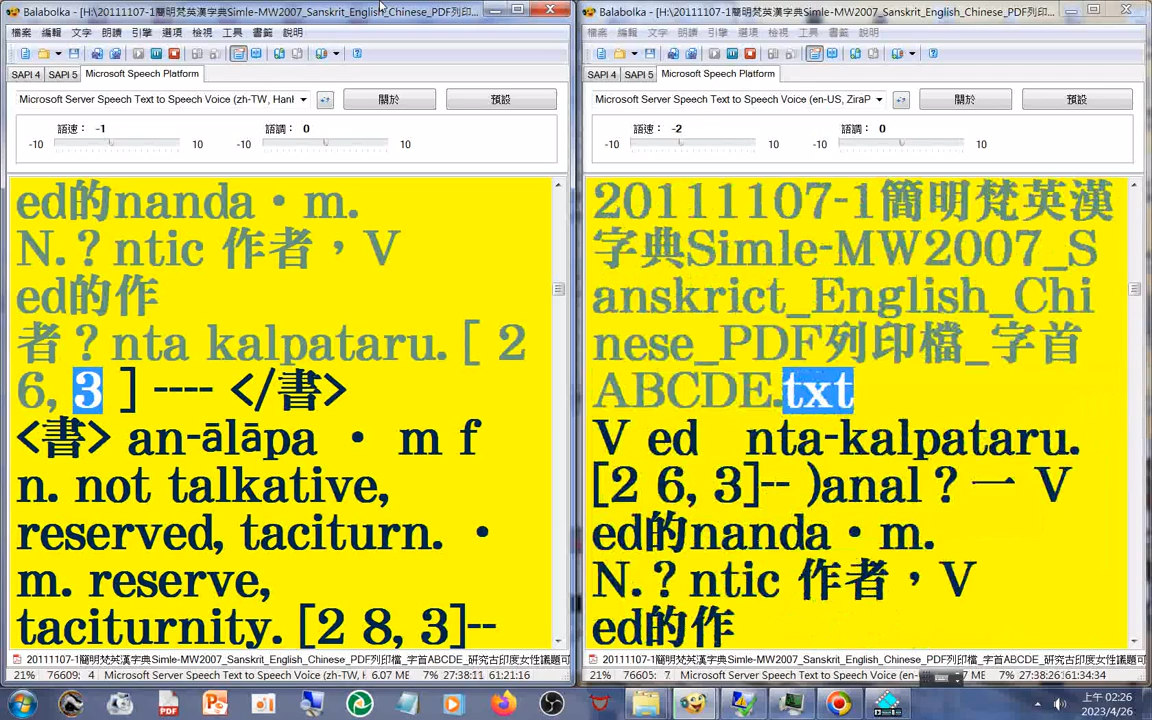 Balabolka - [H:\20111107-1簡明梵英漢字典Simle-MW2007_Sanskrit_English_Chinese_PDF列印...
檔案 編輯 文字 朗讀 引擎 選項 檢視 工具 書籤 說明
SAPI 4 SAPI 5 Microsoft Speech Platform
Microsoft Server Speech Text to Speech Voice (zh-TW, Hanl
關於 預設
語速： -1 語調： 0
-10 10 -10 10
ed的nanda・m.
N.？ntic 作者，V
ed的作
者？nta kalpataru. [ 2
6, 3 ] ---- </書>
<書> an-ālāpa ・ m f
n. not talkative,
reserved, taciturn. ・
m. reserve,
taciturnity. [2 8, 3]--
20111107-1簡明梵英漢字典Simle-MW2007_Sanskrit_English_Chinese_PDF列印檔_字首ABCDE_研究古印度女性議題可
21% 76609: 4 Microsoft Server Speech Text to Speech Voice (zh-TW, H 6.07 ME 7% 27:38:11 61:21:16
Balabolka - [H:\20111107-1簡明梵英漢字典Simle-MW2007_Sanskrit_English_Chinese_PDF列印...
檔案 編輯 文字 朗讀 引擎 選項 檢視 工具 書籤 說明
SAPI 4 SAPI 5 Microsoft Speech Platform
Microsoft Server Speech Text to Speech Voice (en-US, ZiraP
關於 預設
語速： -2 語調： 0
-10 10 -10 10
20111107-1簡明梵英漢
字典Simle-MW2007_S
anskrict_English_Chi
nese_PDF列印檔_字首
ABCDE.txt
V ed nta-kalpataru.
[2 6, 3]-- )anal？一 V
ed的nanda・m.
N.？ntic 作者，V
ed的作
20111107-1簡明梵英漢字典Simle-MW2007_Sanskrit_English_Chinese_PDF列印檔_字首ABCDE_研究古印度女性議題可
21% 76605: 7 Microsoft Server Speech 7% 27:38:26 61:34:34
上午 02:26
2023/4/26